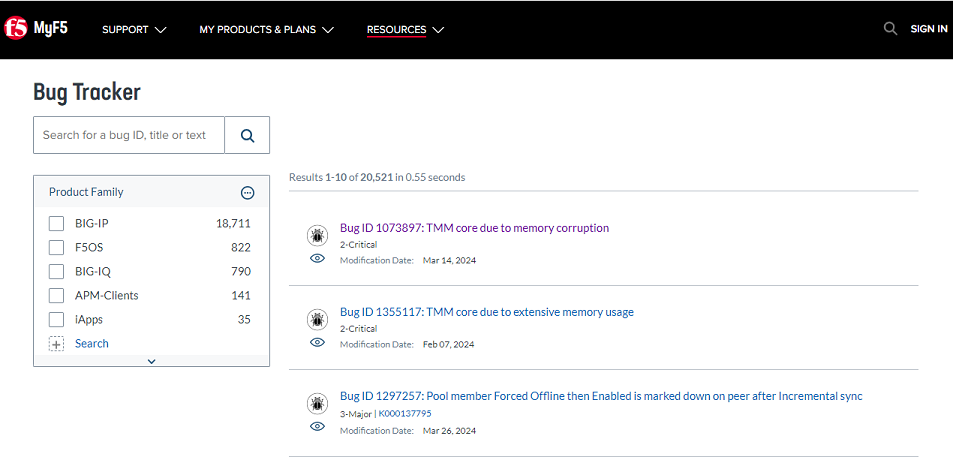 f5 MyF5 SUPPORT MY PRODUCTS & PLANS RESOURCES SIGN IN
Bug Tracker
Search for a bug ID, title or text
Results 1-10 of 20,521 in 0.55 seconds
Product Family
BIG-IP 18,711
F5OS 822
BIG-IQ 790
APM-Clients 141
iApps 35
Search
Bug ID 1073897: TMM core due to memory corruption
2-Critical
Modification Date: Mar 14, 2024
Bug ID 1355117: TMM core due to extensive memory usage
2-Critical
Modification Date: Feb 07, 2024
Bug ID 1297257: Pool member Forced Offline then Enabled is marked down on peer after Incremental sync
3-Major | K000137795
Modification Date: Mar 26, 2024